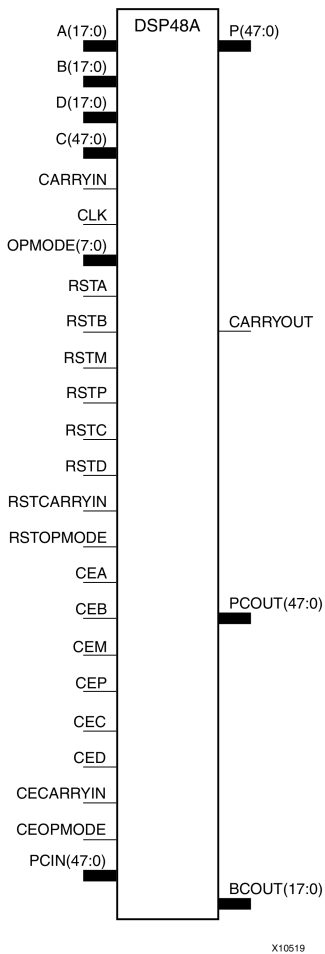 DSP48A
A(17:0)
B(17:0)
D(17:0)
C(47:0)
CARRYIN
CLK
OPMODE(7:0)
RSTA
RSTB
RSTM
RSTP
RSTC
RSTD
RSTCARRYIN
RSTOPMODE
CEA
CEB
CEM
CEP
CEC
CED
CECARRYIN
CEOPMODE
PCIN(47:0)
P(47:0)
CARRYOUT
PCOUT(47:0)
BCOUT(17:0)
X10519